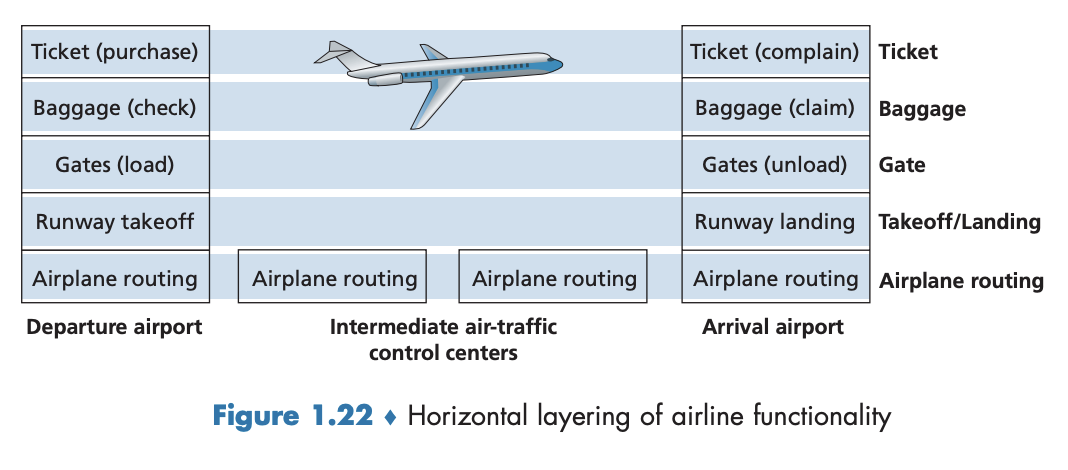 Ticket (purchase)
Ticket (complain)
Ticket
Baggage (check)
Baggage (claim)
Baggage
Gates (load)
Gates (unload)
Gate
Runway takeoff
Runway landing
Takeoff/Landing
Airplane routing
Airplane routing
Airplane routing
Airplane routing
Airplane routing
Departure airport
Intermediate air-traffic
control centers
Arrival airport
Figure 1.22 ♦ Horizontal layering of airline functionality